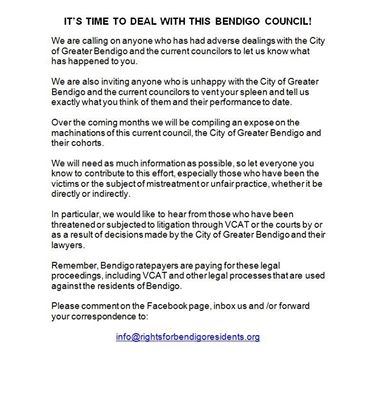 IT'S TIME TO DEAL WITH THIS BENDIGO COUNCIL!
We are calling on anyone who has had adverse dealings with the City
of Greater Bendigo and the current councilors to let us know what
has happened to you.
We are also inviting anyone who is unhappy with the City of Greater
Bendigo and the current councilors to vent your spleen and tell us
exactly what you think of them and their performance to date.
Over the coming months we will be compiling an expose on the
machinations of this current council, the City of Greater Bendigo and
their cohorts.
We will need as much information as possible, so let everyone you
know to contribute to this effort, especially those who have been the
victims or the subject of mistreatment or unfair practice, whether it be
directly or indirectly.
In particular, we would like to hear from those who have been
threatened or subjected to litigation through VCAT or the courts by or
as a result of decisions made by the City of Greater Bendigo and their
lawyers.
Remember, Bendigo ratepayers are paying for these legal
proceedings, including VCAT and other legal processes that are used
against the residents of Bendigo.
Please comment on the Facebook page, inbox us and /or forward
your correspondence to:
info@rightsforbendigoresidents.org